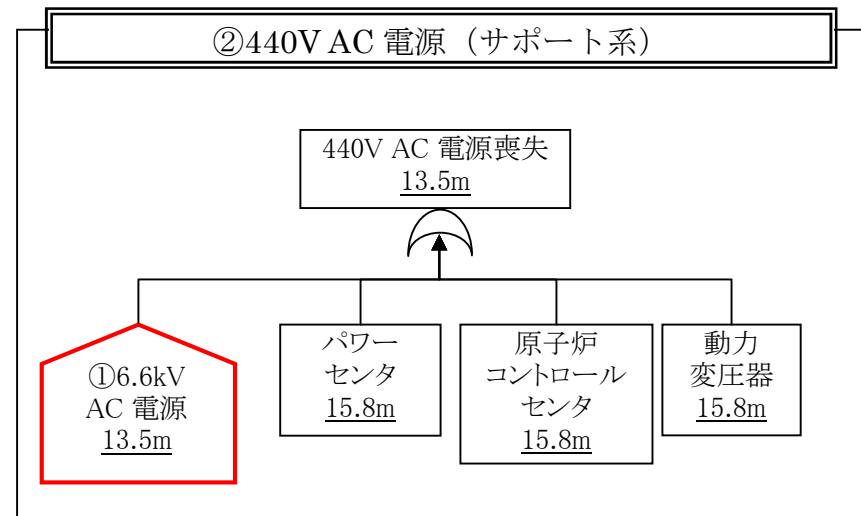 ②440V AC 電源（サポート系）
440V AC 電源喪失
13.5m
①6.6kV
AC 電源
13.5m
パワー
センタ
15.8m
原子炉
コントロール
センタ
15.8m
動力
変圧器
15.8m